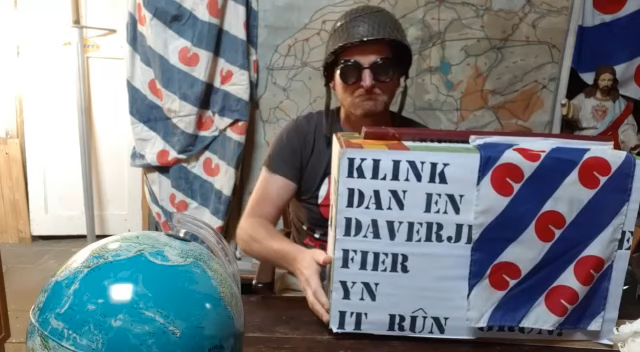 KLINK
DAN EN
DAVERJE
FIER
YN
IT RÛN